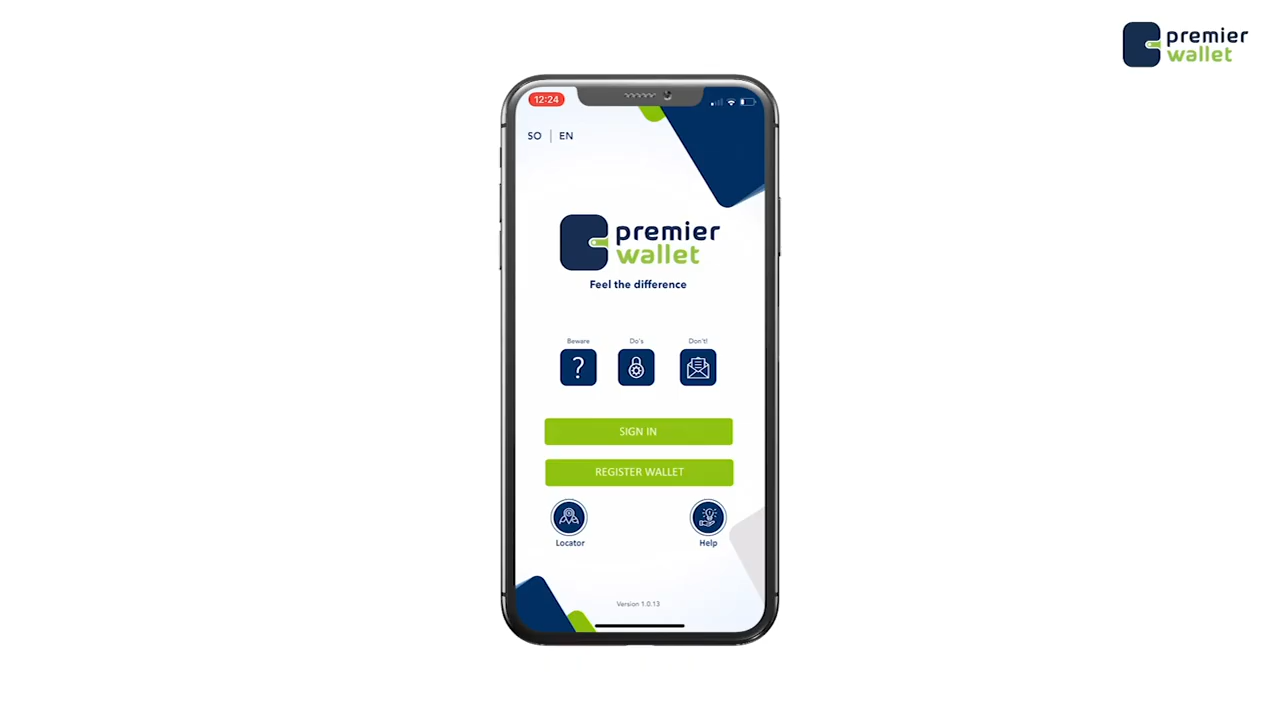 premier
wallet
12:24
SO | EN
premier
wallet
Feel the difference
Beware
Do's
Don't!
?
SIGN IN
REGISTER WALLET
Locator
Help
Version 1.0.13